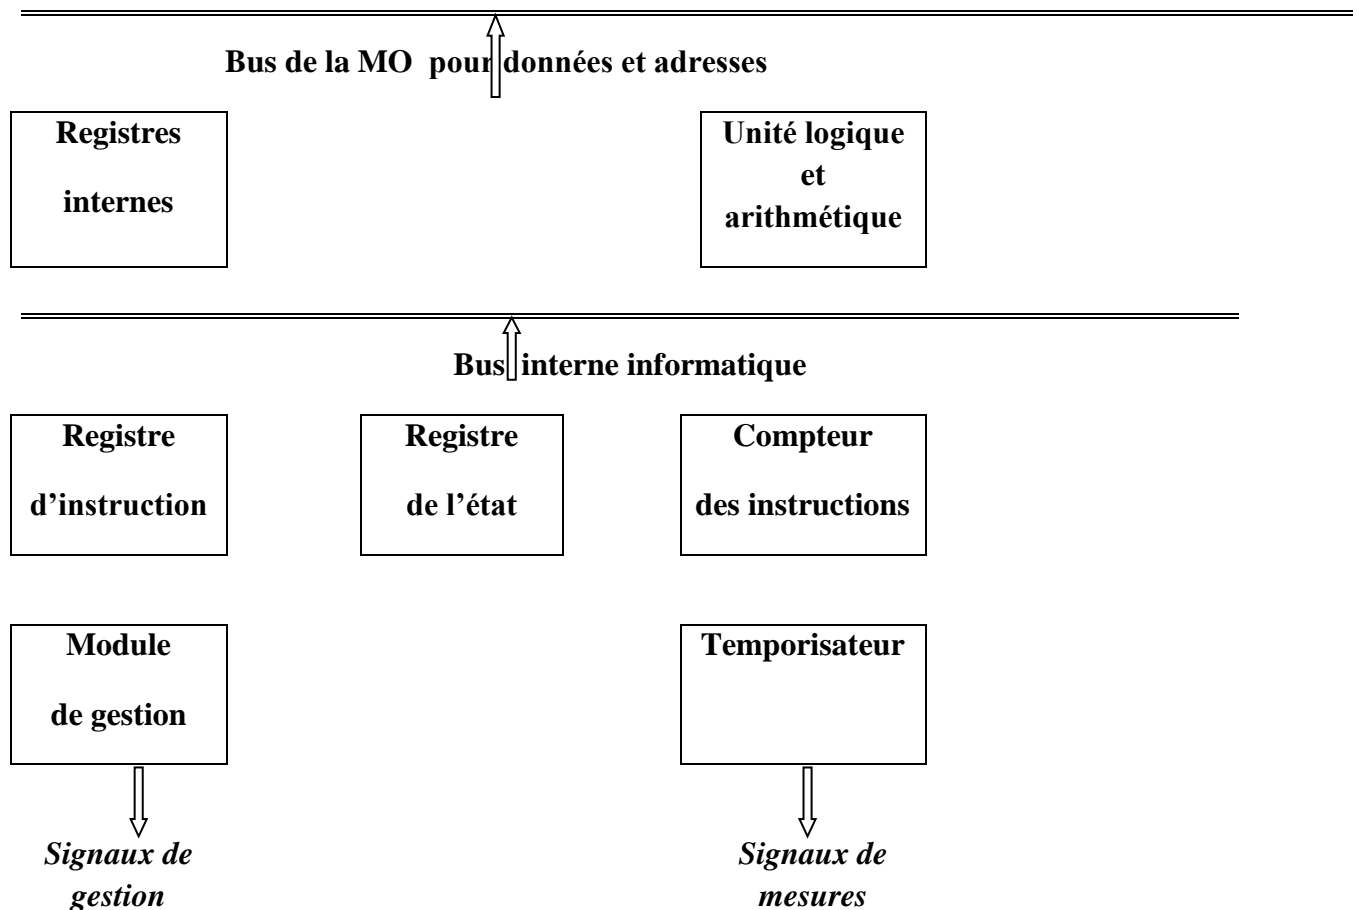 Bus de la MO pour données et adresses
Registres
internes
Unité logique
et
arithmétique
Bus interne informatique
Registre
d’instruction
Registre
de l’état
Compteur
des instructions
Module
de gestion
Temporisateur
Signaux de
gestion
Signaux de
mesures